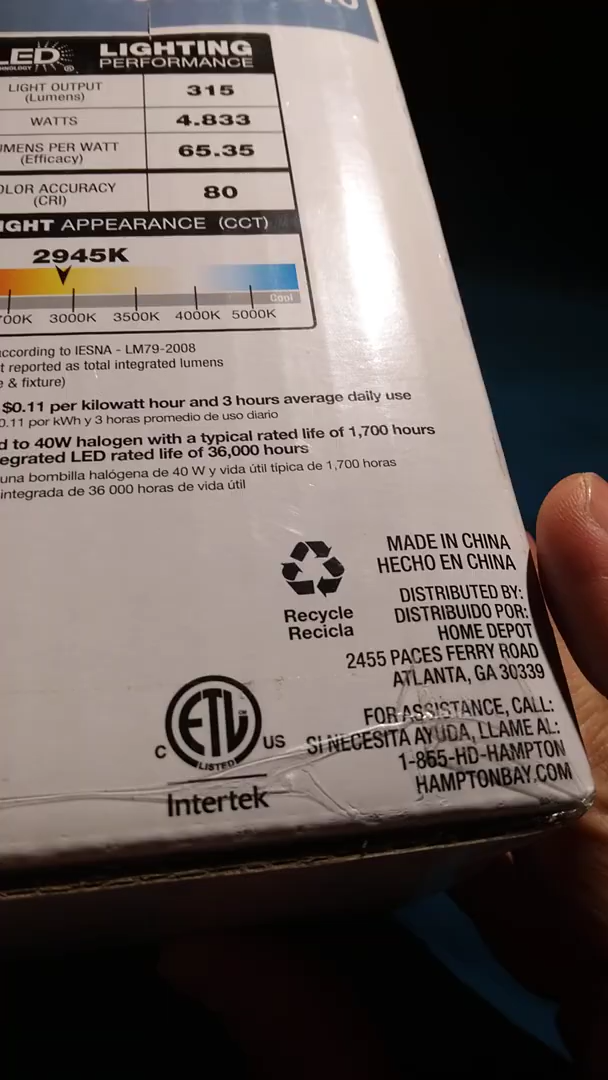 LED LIGHTING
PERFORMANCE
LIGHT OUTPUT
(Lumens)
315
WATTS
4.833
LUMENS PER WATT
(Efficacy)
65.35
COLOR ACCURACY
(CRI)
80
LIGHT APPEARANCE (CCT)
2945K
Cool
700K 3000K 3500K 4000K 5000K
according to IESNA - LM79-2008
reported as total integrated lumens
& fixture)
$0.11 per kilowatt hour and 3 hours average daily use
0.11 por kWh y 3 horas promedio de uso diario
to 40W halogen with a typical rated life of 1,700 hours
LED rated life of 36,000 hours
una bombilla halógena de 40 W y vida útil típica de 1,700 horas
integrada de 36 000 horas de vida útil
Recycle
Recicla
MADE IN CHINA
HECHO EN CHINA
DISTRIBUTED BY:
DISTRIBUIDO POR:
HOME DEPOT
2455 PACES FERRY ROAD
ATLANTA, GA 30339
C ETL US
LISTED
Intertek
FOR ASSISTANCE, CALL:
SI NECESITA AYUDA, LLAME AL:
1-865-HD-HAMPTON
HAMPTONBAY.COM